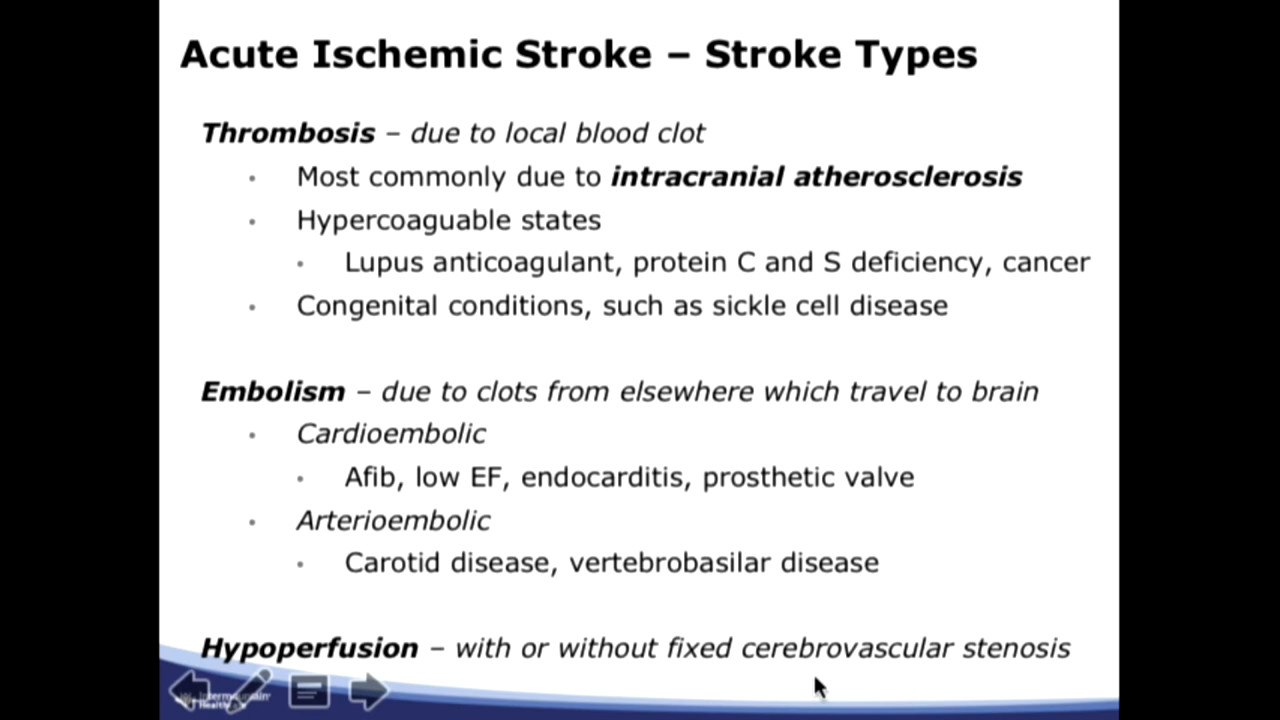 Acute Ischemic Stroke – Stroke Types
Thrombosis – due to local blood clot
• Most commonly due to intracranial atherosclerosis
• Hypercoaguable states
• Lupus anticoagulant, protein C and S deficiency, cancer
• Congenital conditions, such as sickle cell disease
Embolism – due to clots from elsewhere which travel to brain
• Cardioembolic
• Afib, low EF, endocarditis, prosthetic valve
• Arterioembolic
• Carotid disease, vertebrobasilar disease
Hypoperfusion – with or without fixed cerebrovascular stenosis